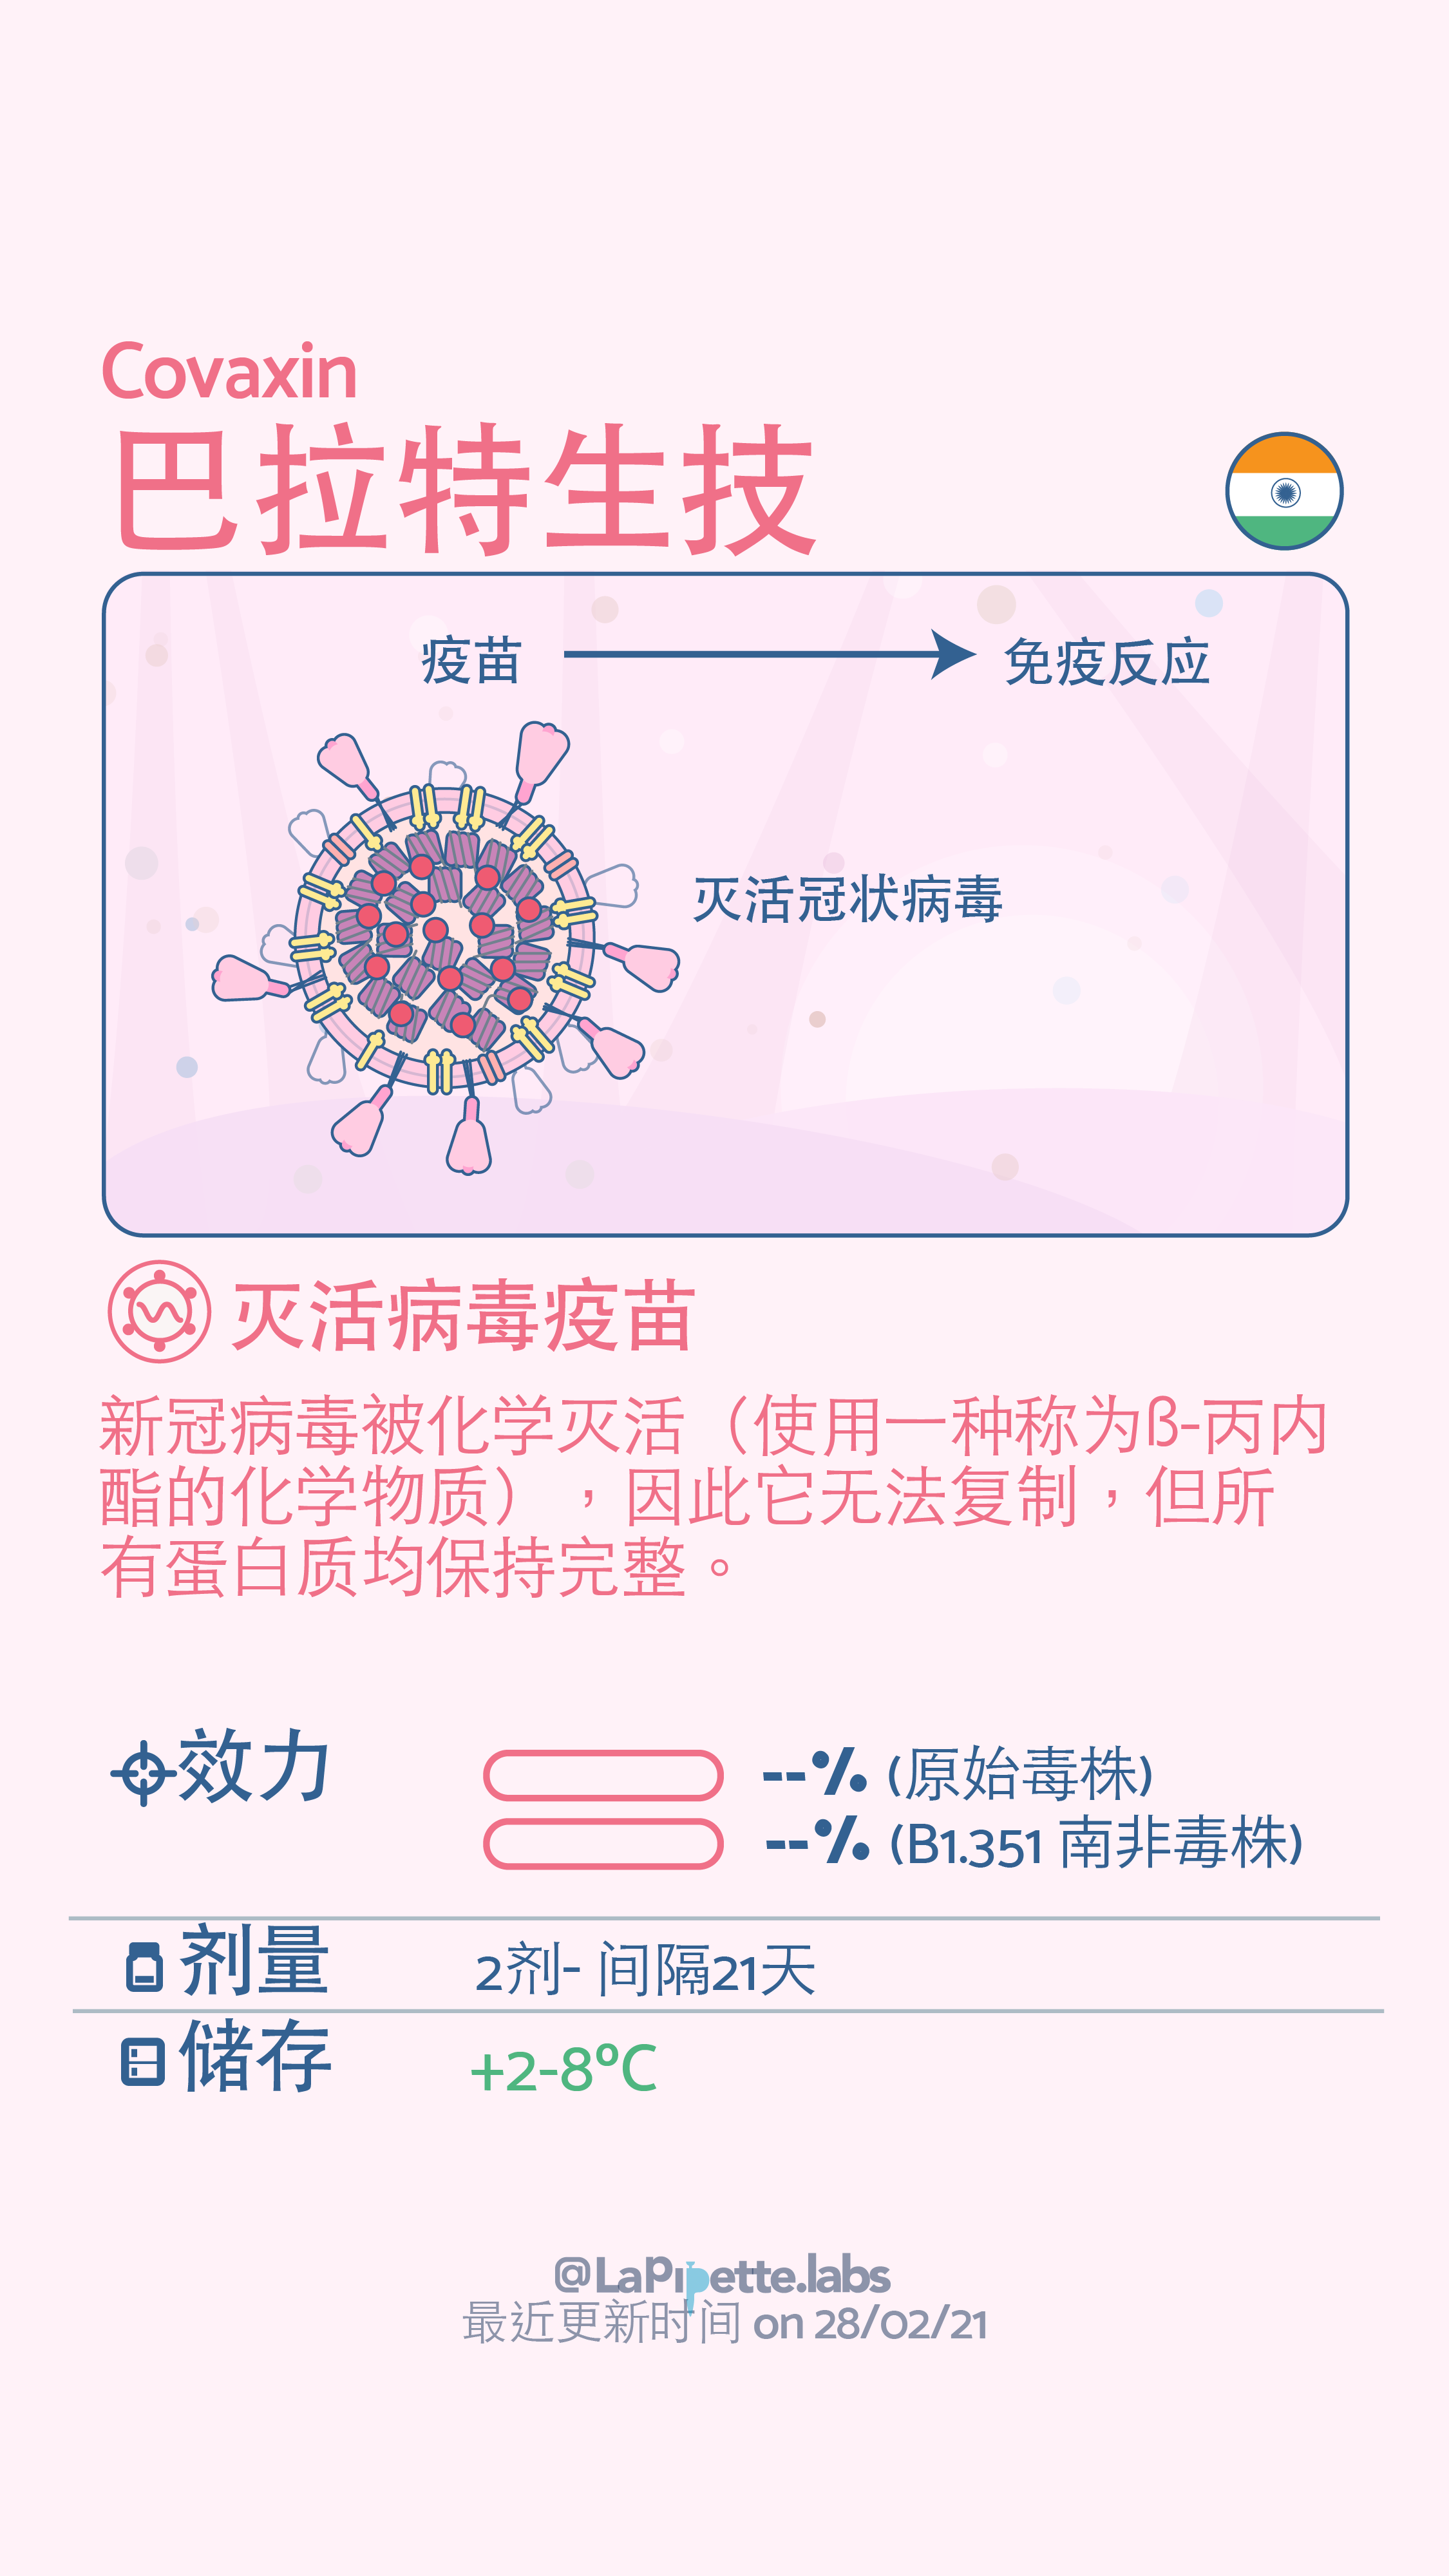 Covaxin
巴拉特生技
疫苗
免疫反应
灭活冠状病毒
灭活病毒疫苗
新冠病毒被化学灭活（使用一种称为ß-丙内
酯的化学物质），因此它无法复制，但所
有蛋白质均保持完整。
效力
--% (原始毒株)
--% (B1.351 南非毒株)
剂量
2剂- 间隔21天
储存
+2-8ºC
@LaPipette.labs
最近更新时间 on 28/02/21